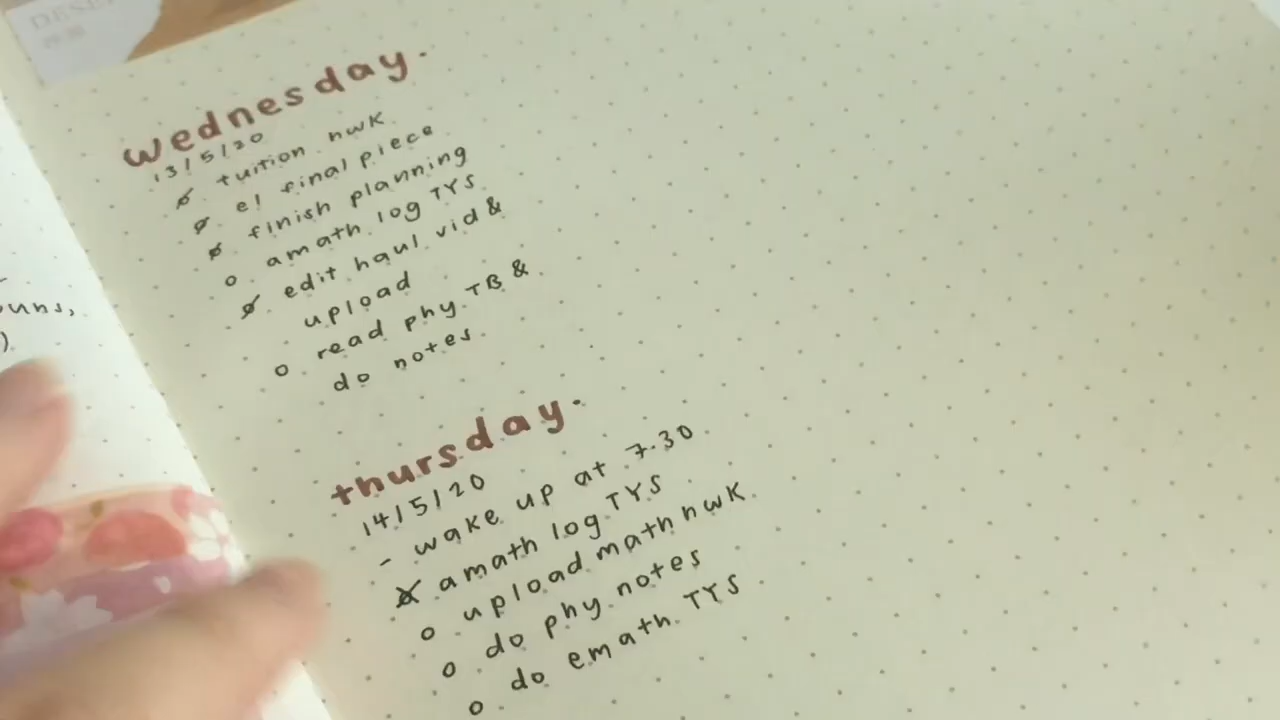 wednesday.
13/5/20
tuition hwk
el final piece
finish planning
amath log TYS
edit haul vid &
upload
read phy TB &
do notes
thursday.
14/5/20
- wake up at 7.30
amath log TYS
upload math hwk
do phy notes
do emath TYS